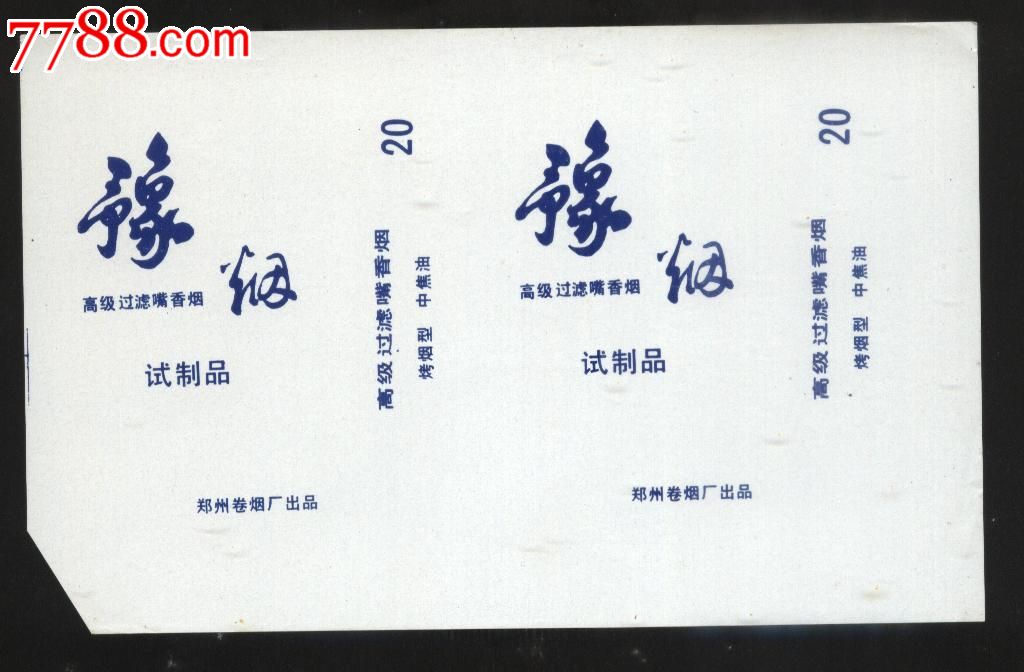 7788.com
豫
烟
高级过滤嘴香烟
试制品
郑州卷烟厂出品
20
高级过滤嘴香烟
烤烟型 中焦油
豫
烟
高级过滤嘴香烟
试制品
郑州卷烟厂出品
20
高级过滤嘴香烟
烤烟型 中焦油